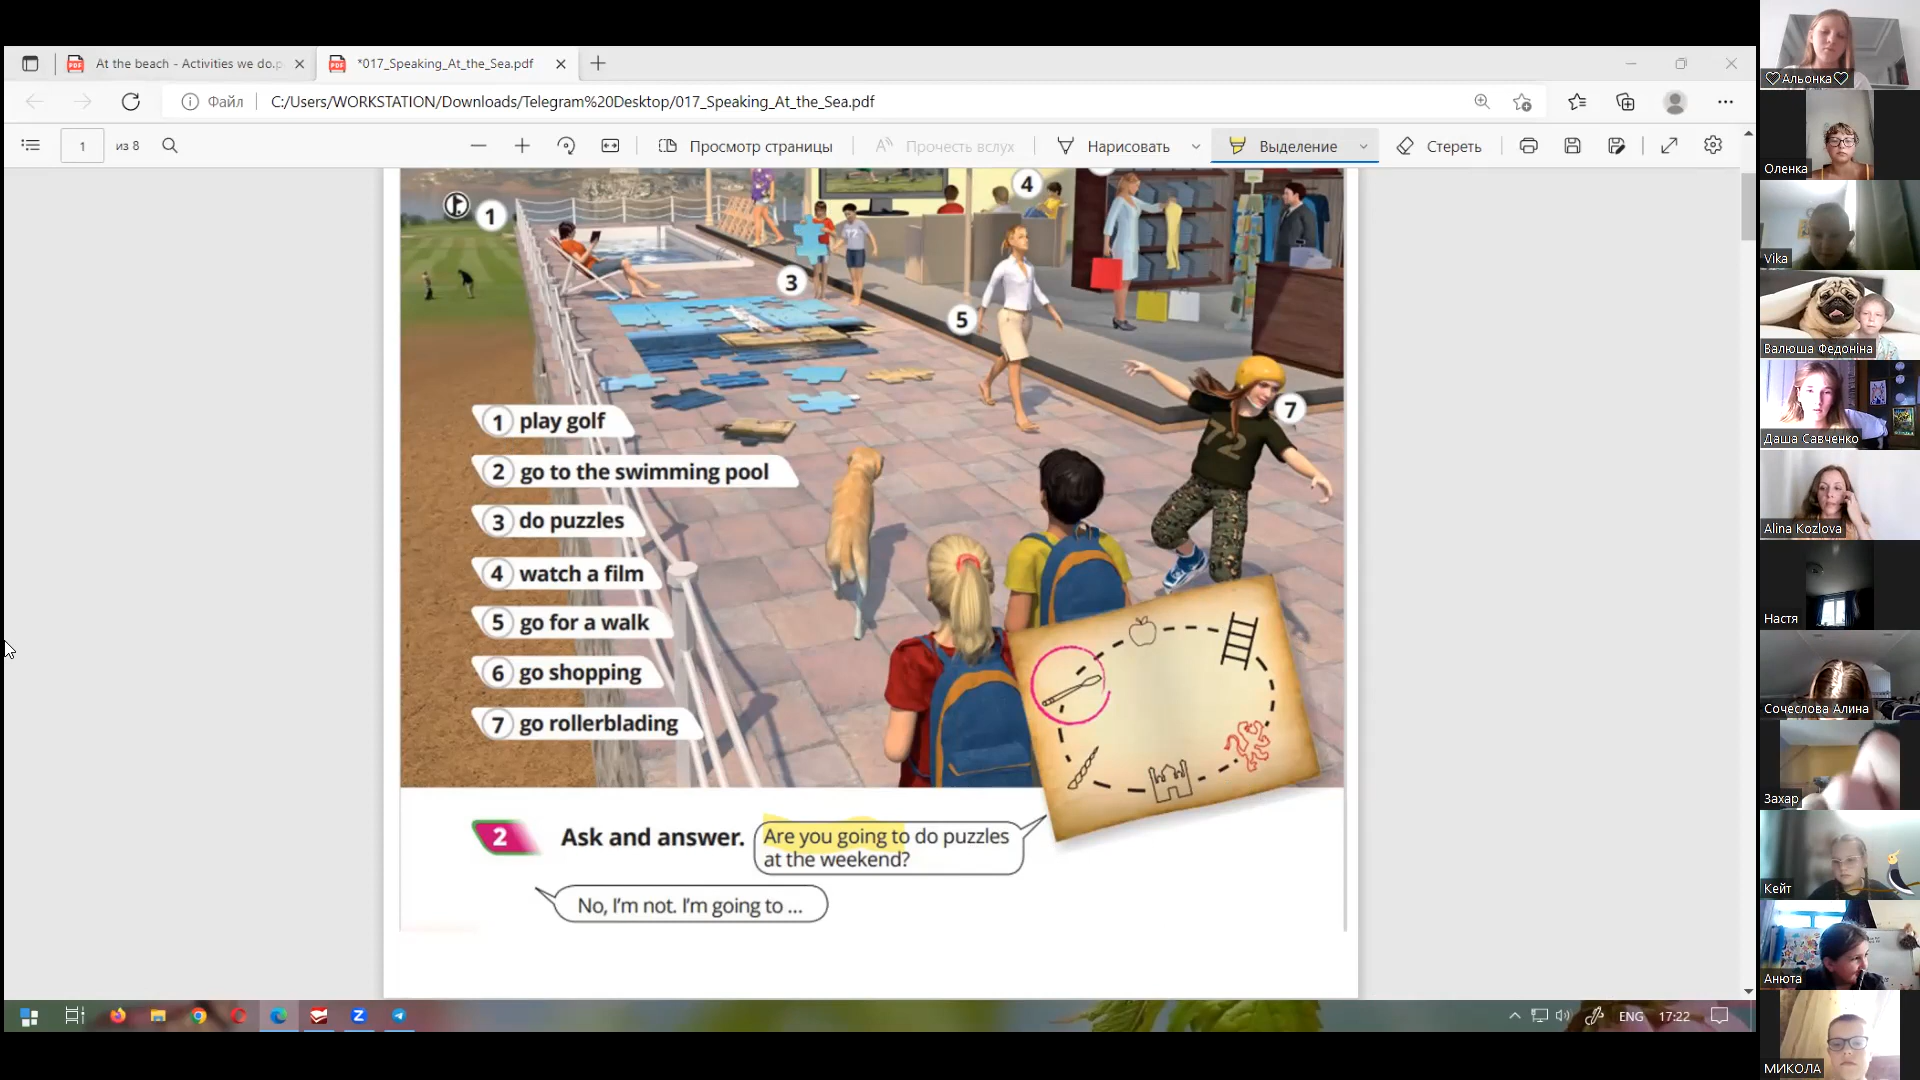 At the beach - Activities we do.p
*017_Speaking_At_the_Sea.pdf
Файл
C:/Users/WORKSTATION/Downloads/Telegram%20Desktop/017_Speaking_At_the_Sea.pdf
1
из 8
Просмотр страницы
Прочесть вслух
Нарисовать
Выделение
Стереть
1
3
4
5
7
17
72
1 play golf
2 go to the swimming pool
3 do puzzles
4 watch a film
5 go for a walk
6 go shopping
7 go rollerblading
2 Ask and answer.
Are you going to do puzzles
at the weekend?
No, I'm not. I'm going to ...
ENG
17:22
♡Альонка♡
Оленка
Vika
Валюша Федоніна
Даша Савченко
Alina Kozlova
Настя
Сочеслова Алина
Захар
Кейт
Анюта
МИКОЛА